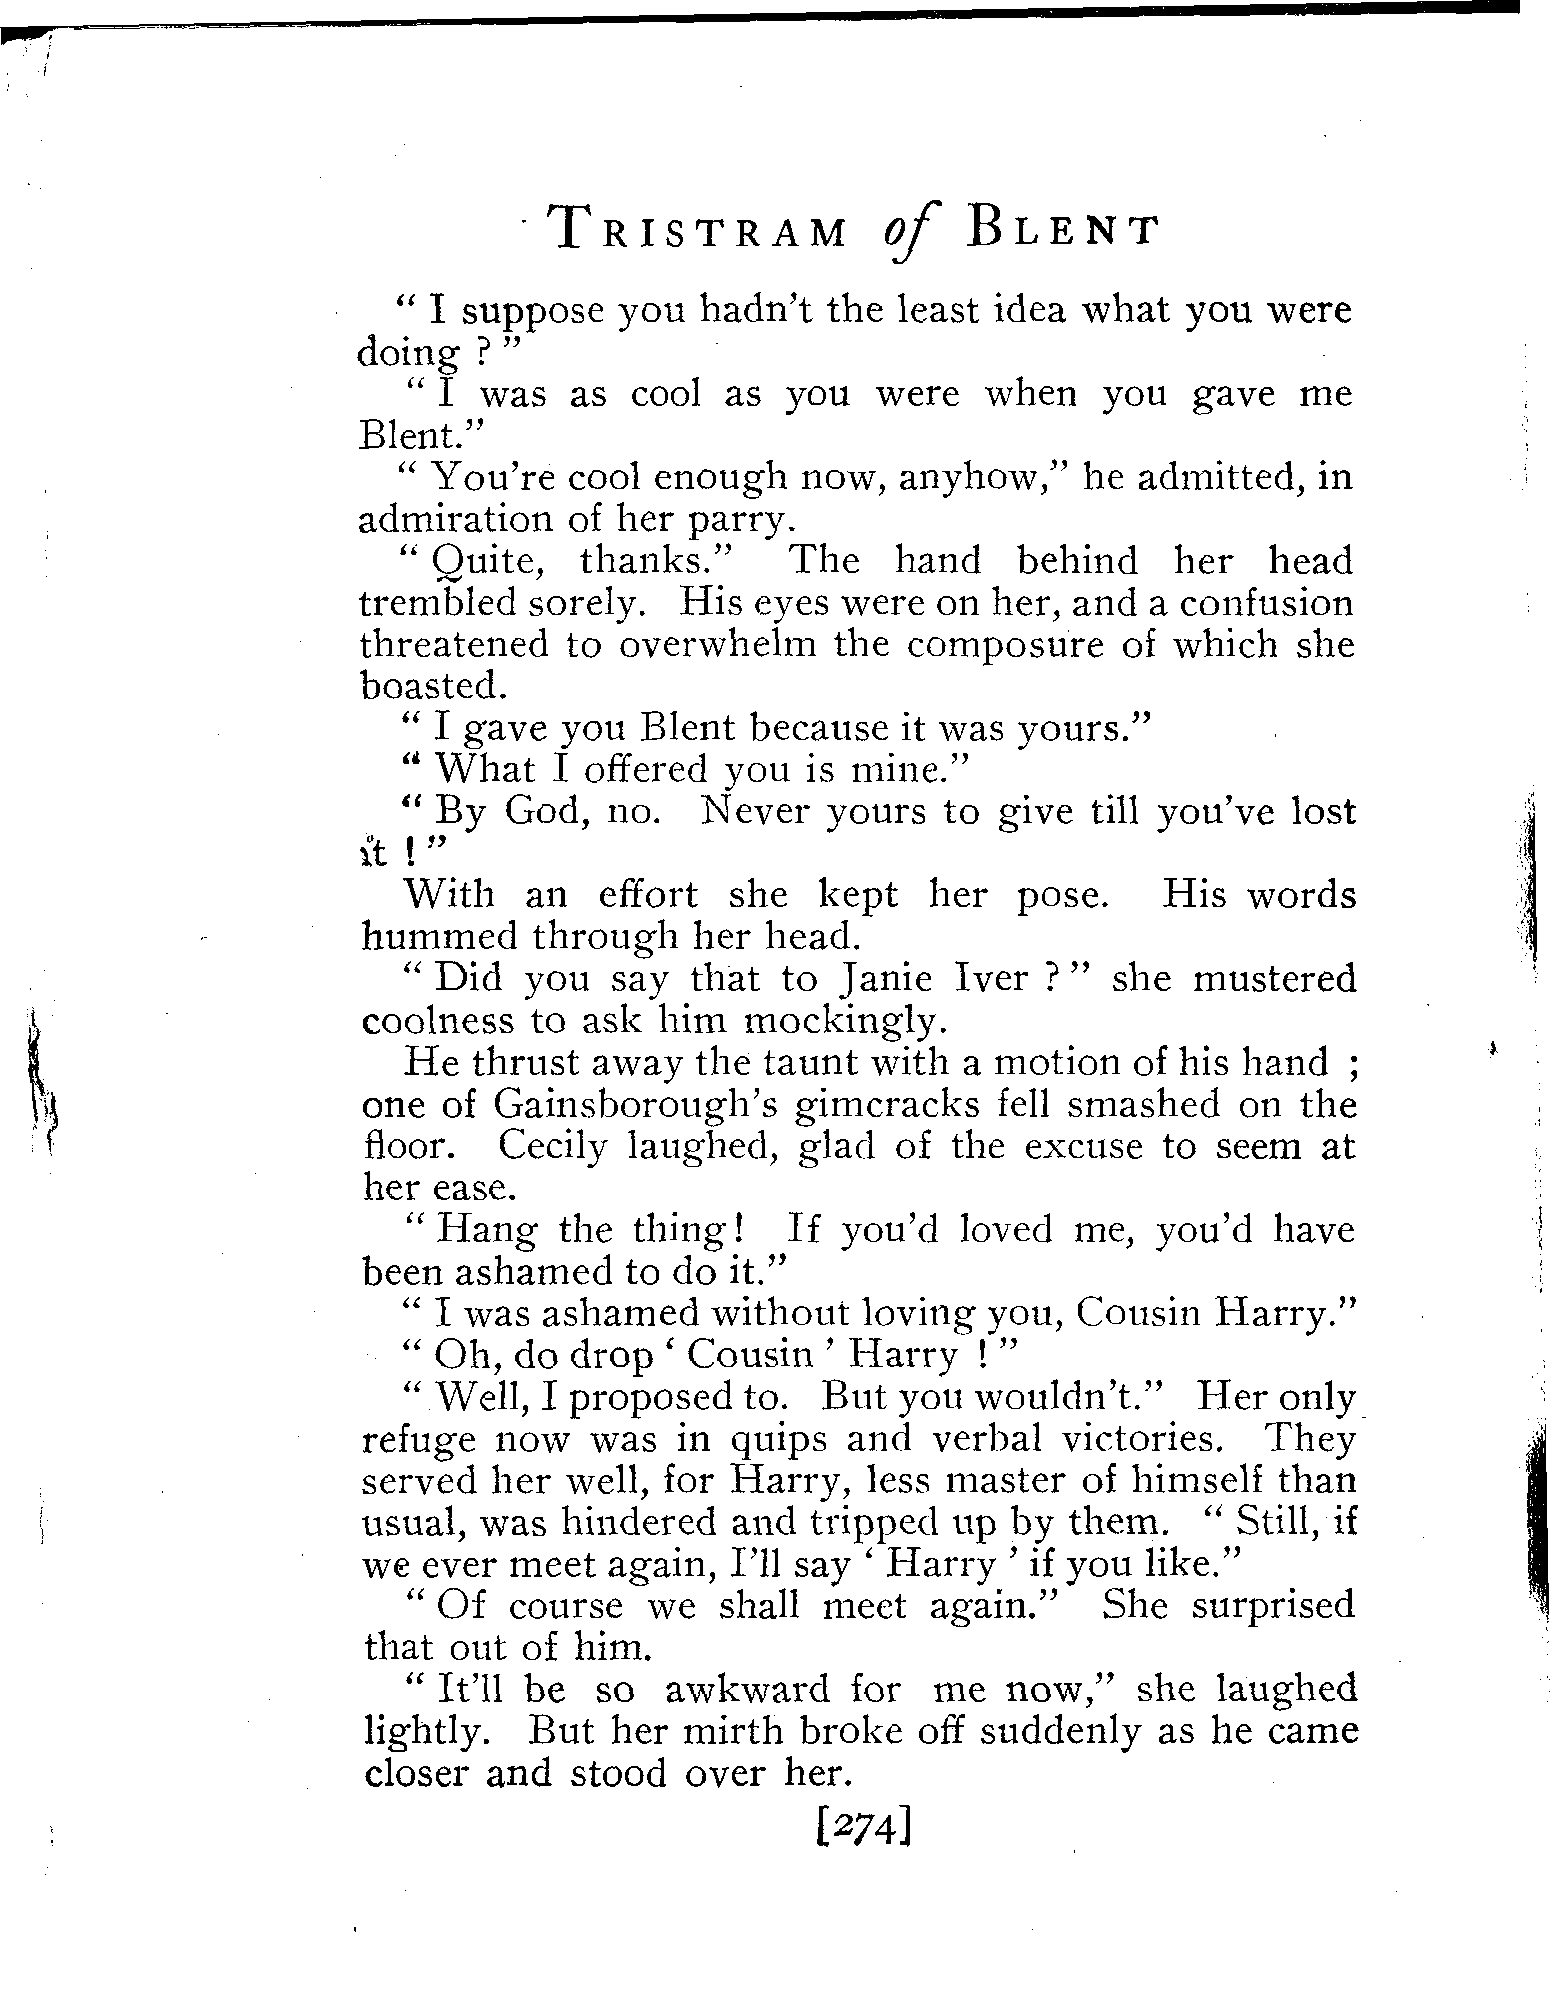 TRISTRAM of BLENT
“ I suppose you hadn't the least idea what you were
doing ? ”
“ I was as cool as you were when you gave me
Blent.”
“ You're cool enough now, anyhow,” he admitted, in
admiration of her parry.
“ Quite, thanks.” The hand behind her head
trembled sorely. His eyes were on her, and a confusion
threatened to overwhelm the composure of which she
boasted.
“ I gave you Blent because it was yours.”
“ What I offered you is mine.”
“ By God, no. Never yours to give till you've lost
it ! ”
With an effort she kept her pose. His words
hummed through her head.
“ Did you say that to Janie Iver ? ” she mustered
coolness to ask him mockingly.
He thrust away the taunt with a motion of his hand ;
one of Gainsborough's gimcracks fell smashed on the
floor. Cecily laughed, glad of the excuse to seem at
her ease.
“ Hang the thing! If you'd loved me, you'd have
been ashamed to do it.”
“ I was ashamed without loving you, Cousin Harry.”
“ Oh, do drop ‘ Cousin ’ Harry ! ”
“ Well, I proposed to. But you wouldn't.” Her only
refuge now was in quips and verbal victories. They
served her well, for Harry, less master of himself than
usual, was hindered and tripped up by them. “ Still, if
we ever meet again, I'll say ‘ Harry ’ if you like.”
“ Of course we shall meet again.” She surprised
that out of him.
“ It'll be so awkward for me now,” she laughed
lightly. But her mirth broke off suddenly as he came
closer and stood over her.
[274]